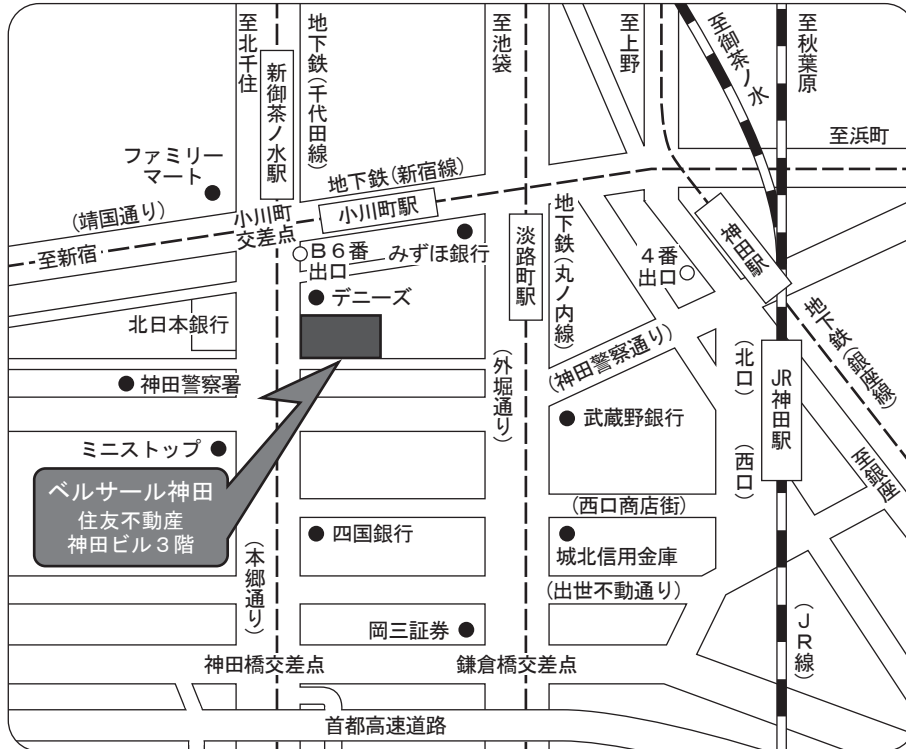 至北千住
新御茶ノ水駅
地下鉄(千代田線)
至池袋
至上野
至御茶ノ水
至秋葉原
至浜町
ファミリー
マート
地下鉄(新宿線)
(靖国通り)
小川町
交差点
小川町駅
至新宿
B6番
出口
みずほ銀行
淡路町駅
地下鉄(丸ノ内線)
4番
出口
神田駅
デニーズ
北日本銀行
地下鉄(銀座線)
(神田警察通り)
(外堀通り)
(北口)
JR神田駅
(西口)
神田警察署
武蔵野銀行
ミニストップ
至銀座
ベルサール神田
住友不動産
神田ビル3階
(西口商店街)
四国銀行
城北信用金庫
(本郷通り)
(出世不動通り)
岡三証券
(JR線)
神田橋交差点
鎌倉橋交差点
首都高速道路